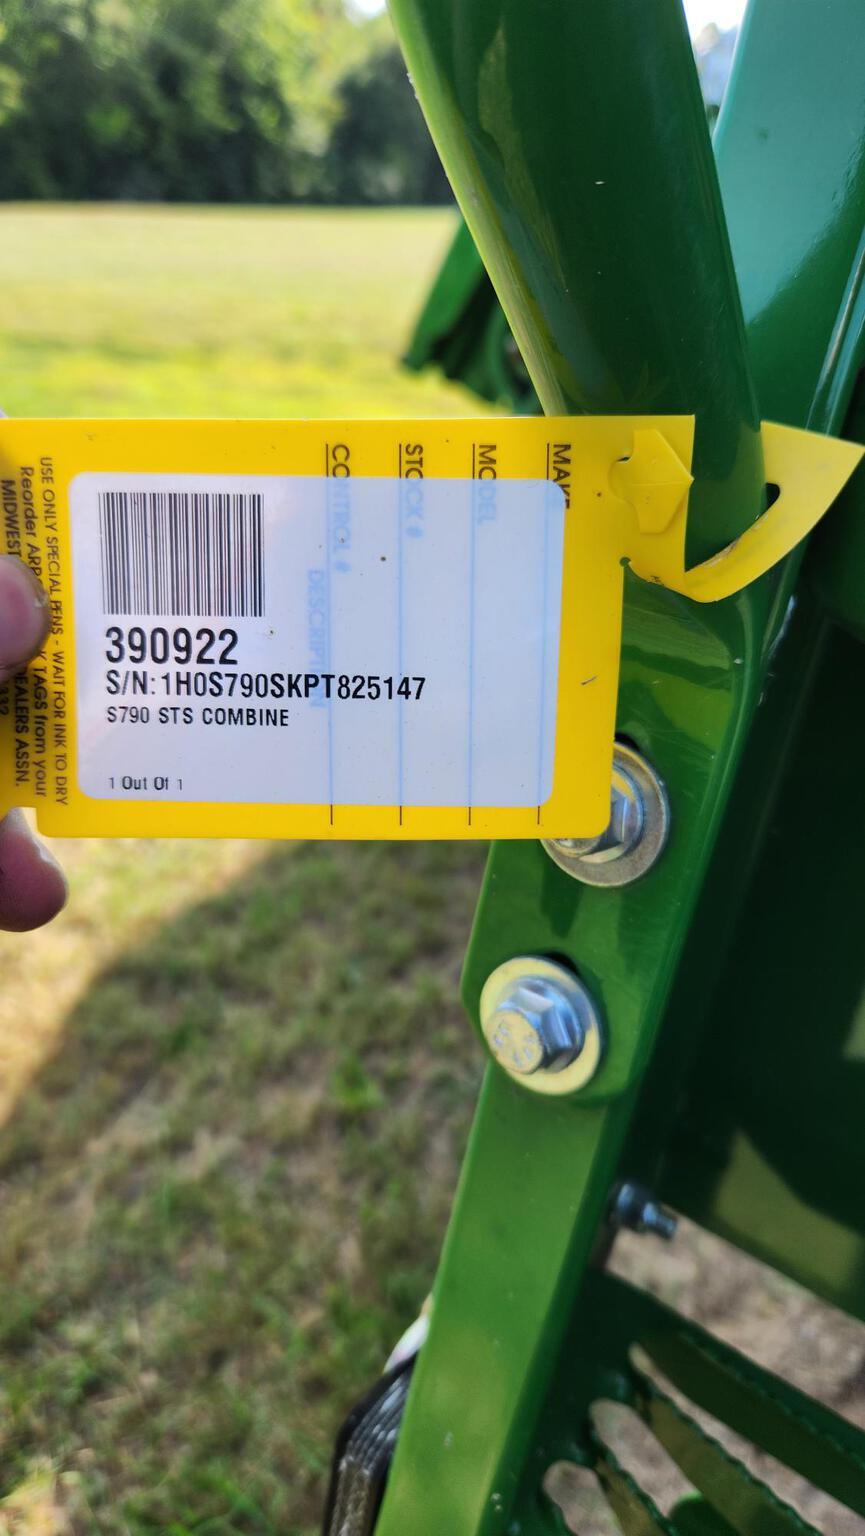 390922
S/N: 1H0S790SKPT825147
S790 STS COMBINE
1 Out Of 1
MAKE
MODEL
STOCK #
CONTROL #
USE ONLY SPECIAL PENS - WAIT FOR INK TO DRY
Reorder TAGS from your
MIDWEST DEALERS ASSN.